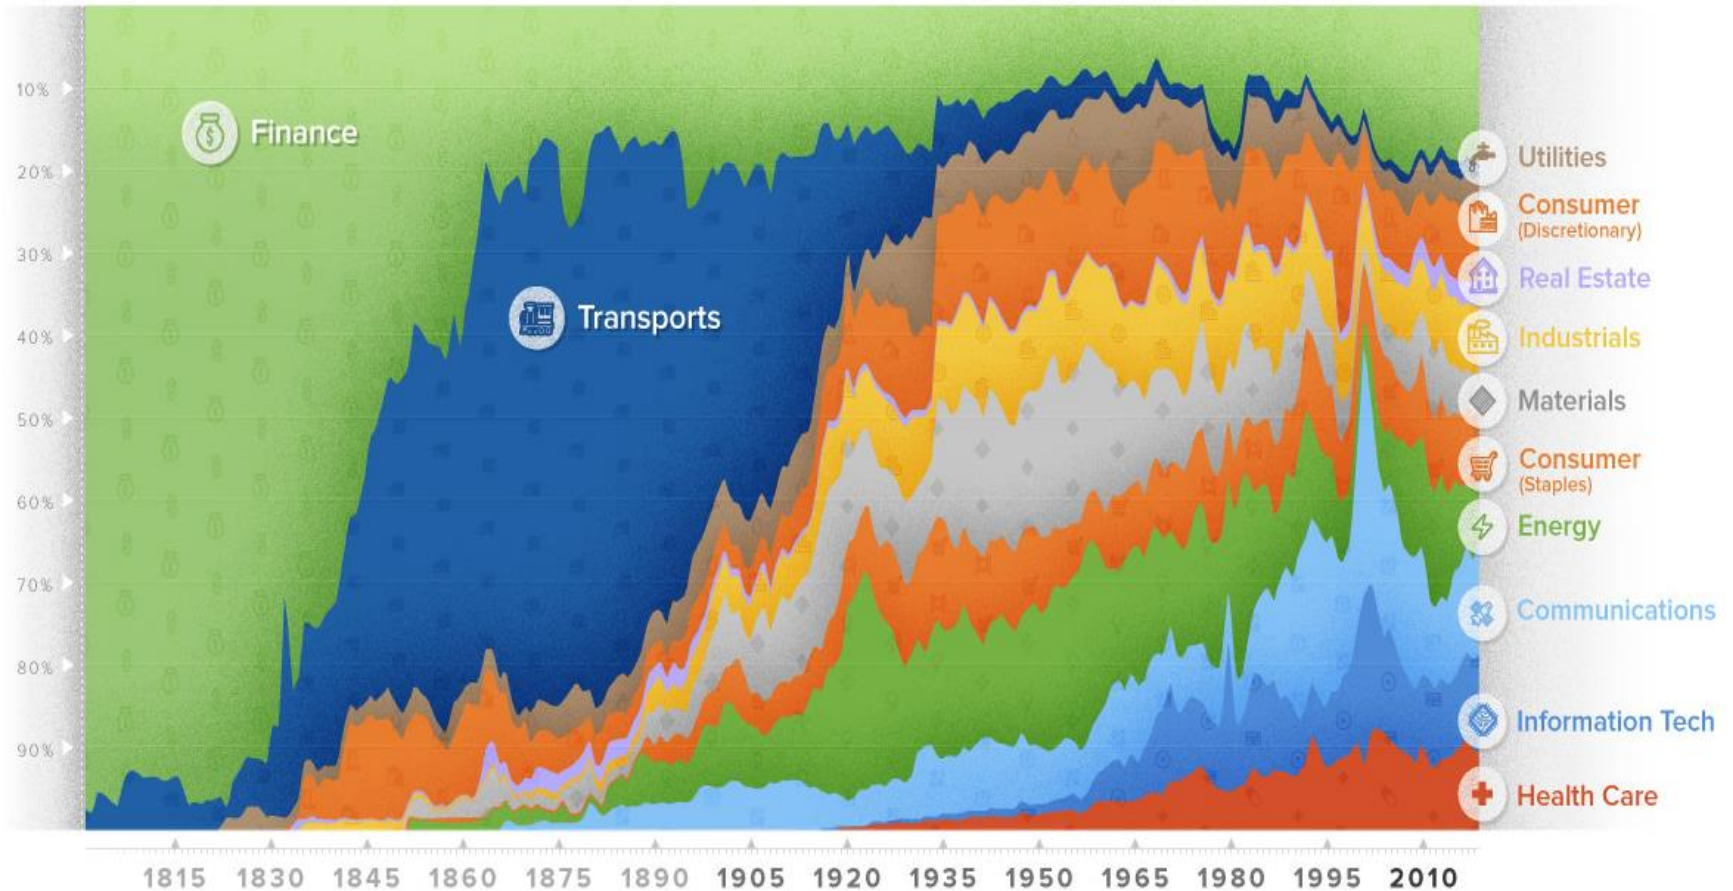 10%
20%
30%
40%
50%
60%
70%
80%
90%
Finance
Transports
Utilities
Consumer
(Discretionary)
Real Estate
Industrials
Materials
Consumer
(Staples)
Energy
Communications
Information Tech
Health Care
1815 1830 1845 1860 1875 1890 1905 1920 1935 1950 1965 1980 1995 2010